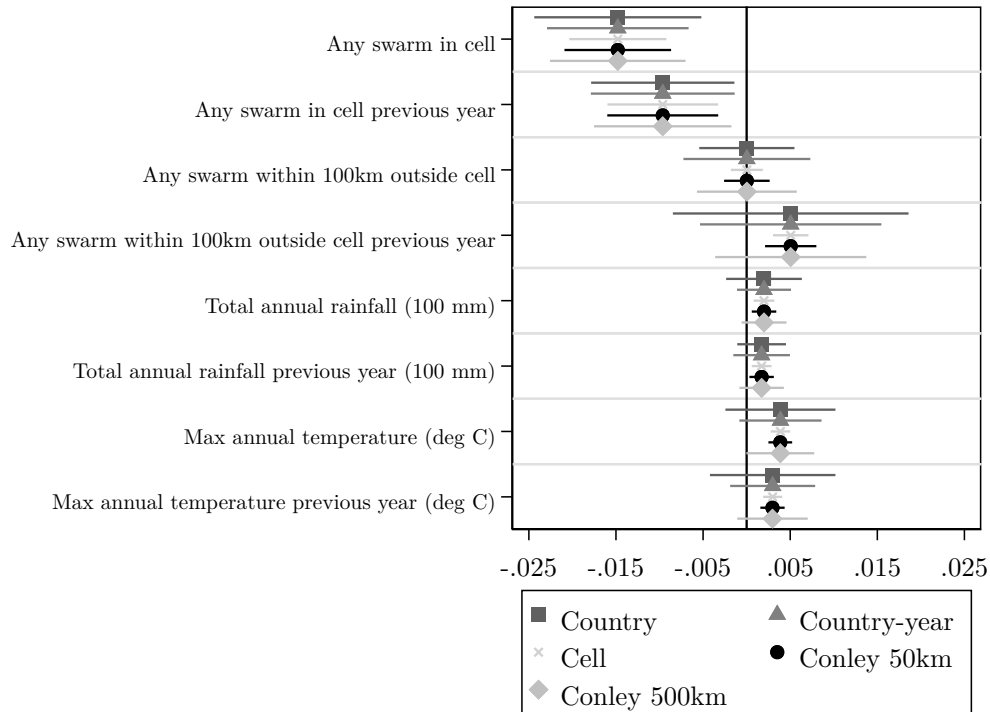 Any swarm in cell
Any swarm in cell previous year
Any swarm within 100km outside cell
Any swarm within 100km outside cell previous year
Total annual rainfall (100 mm)
Total annual rainfall previous year (100 mm)
Max annual temperature (deg C)
Max annual temperature previous year (deg C)
-.025 -.015 -.005 .005 .015 .025
Country Country-year
Cell Conley 50km
Conley 500km